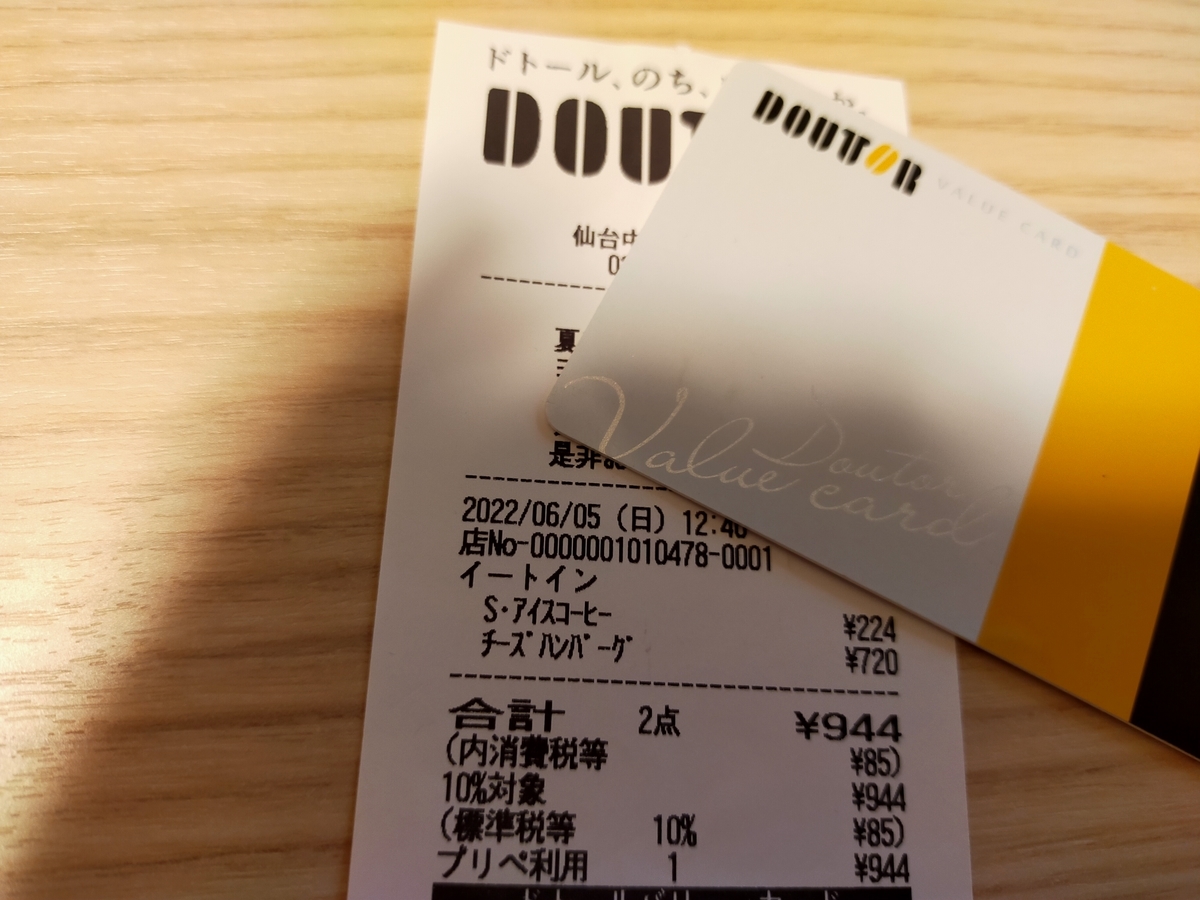 ドトール、のち、
DOUT
仙台中
夏
是非
2022/06/05 (日) 12:46
店No-0000001010478-0001
イートイン
S・アイスコーヒー ¥224
チーズハンバーグ ¥720
合計 2点 ¥944
(内消費税等 ¥85)
10%対象 ¥944
(標準税等 10% ¥85)
プリペ利用 1 ¥944
DOUTOR VALUE CARD
Doutor
Value card